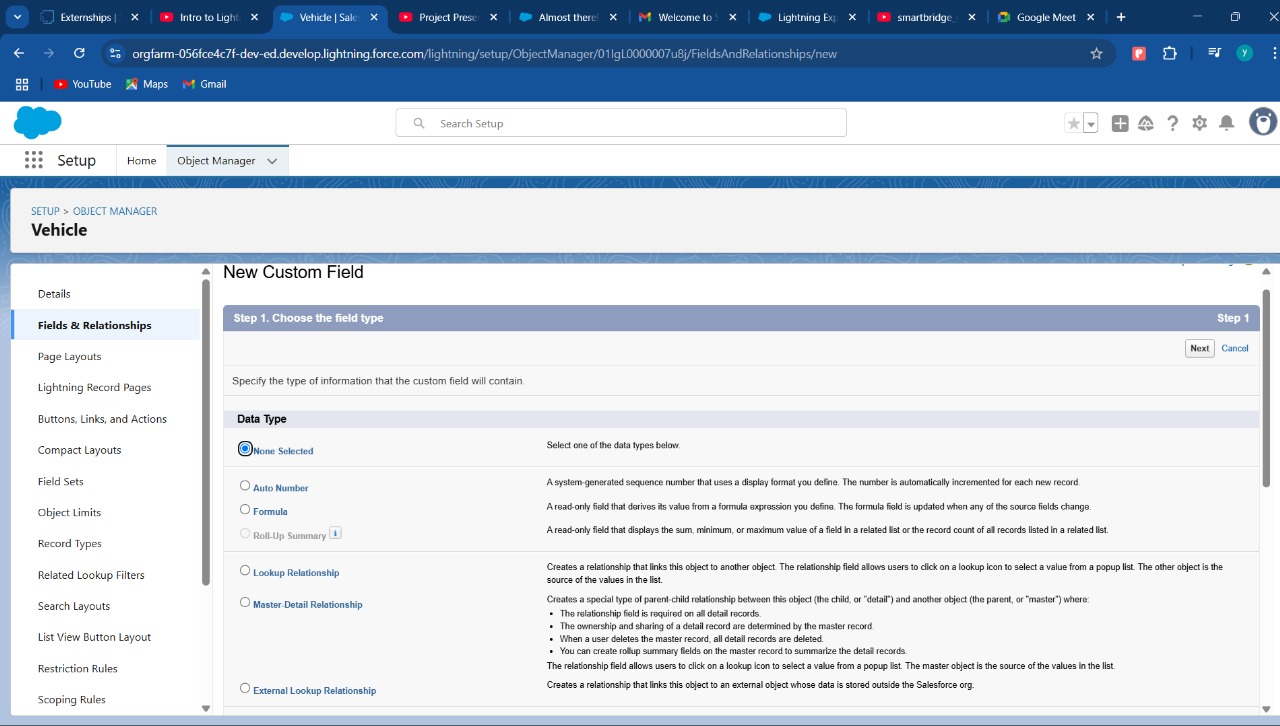 Externships |
Intro to Light
Vehicle | Sale
Project Prese
Almost there
Welcome to S
Lightning Exp
smartbridge_
Google Meet
orgfarm-056fce4c7f-dev-ed.develop.lightning.force.com/lightning/setup/ObjectManager/01IgL0000007u8j/FieldsAndRelationships/new
y
YouTube
Maps
Gmail
Search Setup
Setup
Home
Object Manager
SETUP > OBJECT MANAGER
Vehicle
Details
Fields & Relationships
Page Layouts
Lightning Record Pages
Buttons, Links, and Actions
Compact Layouts
Field Sets
Object Limits
Record Types
Related Lookup Filters
Search Layouts
List View Button Layout
Restriction Rules
Scoping Rules
New Custom Field
Step 1. Choose the field type
Step 1
Next
Cancel
Specify the type of information that the custom field will contain.
Data Type
None Selected
Select one of the data types below.
Auto Number
A system-generated sequence number that uses a display format you define. The number is automatically incremented for each new record.
Formula
A read-only field that derives its value from a formula expression you define. The formula field is updated when any of the source fields change.
Roll-Up Summary i
A read-only field that displays the sum, minimum, or maximum value of a field in a related list or the record count of all records listed in a related list.
Lookup Relationship
Creates a relationship that links this object to another object. The relationship field allows users to click on a lookup icon to select a value from a popup list. The other object is the
source of the values in the list.
Master-Detail Relationship
Creates a special type of parent-child relationship between this object (the child, or "detail") and another object (the parent, or "master") where:
• The relationship field is required on all detail records.
• The ownership and sharing of a detail record are determined by the master record.
• When a user deletes the master record, all detail records are deleted.
• You can create rollup summary fields on the master record to summarize the detail records.
The relationship field allows users to click on a lookup icon to select a value from a popup list. The master object is the source of the values in the list.
External Lookup Relationship
Creates a relationship that links this object to an external object whose data is stored outside the Salesforce org.